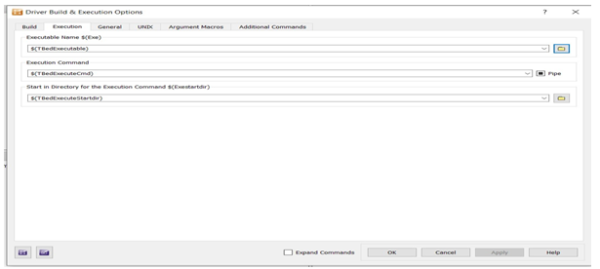 Driver Build & Execution Options
Build Execution General UNIX Argument Macros Additional Commands
Executable Name $(Exe)
$(TBedExecutable)
Execution Command
$(TBedExecuteCmd)
Pipe
Start in Directory for the Execution Command $(Exestartdir)
$(TBedExecuteStartdir)
Expand Commands OK Cancel Apply Help